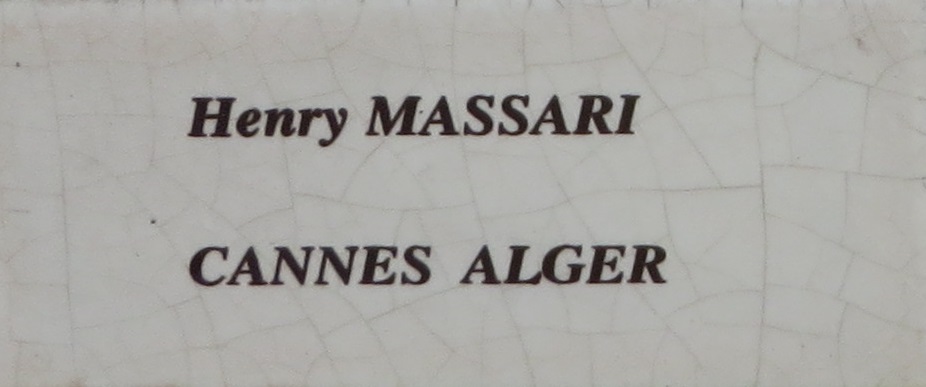 Henry MASSARI
CANNES ALGER